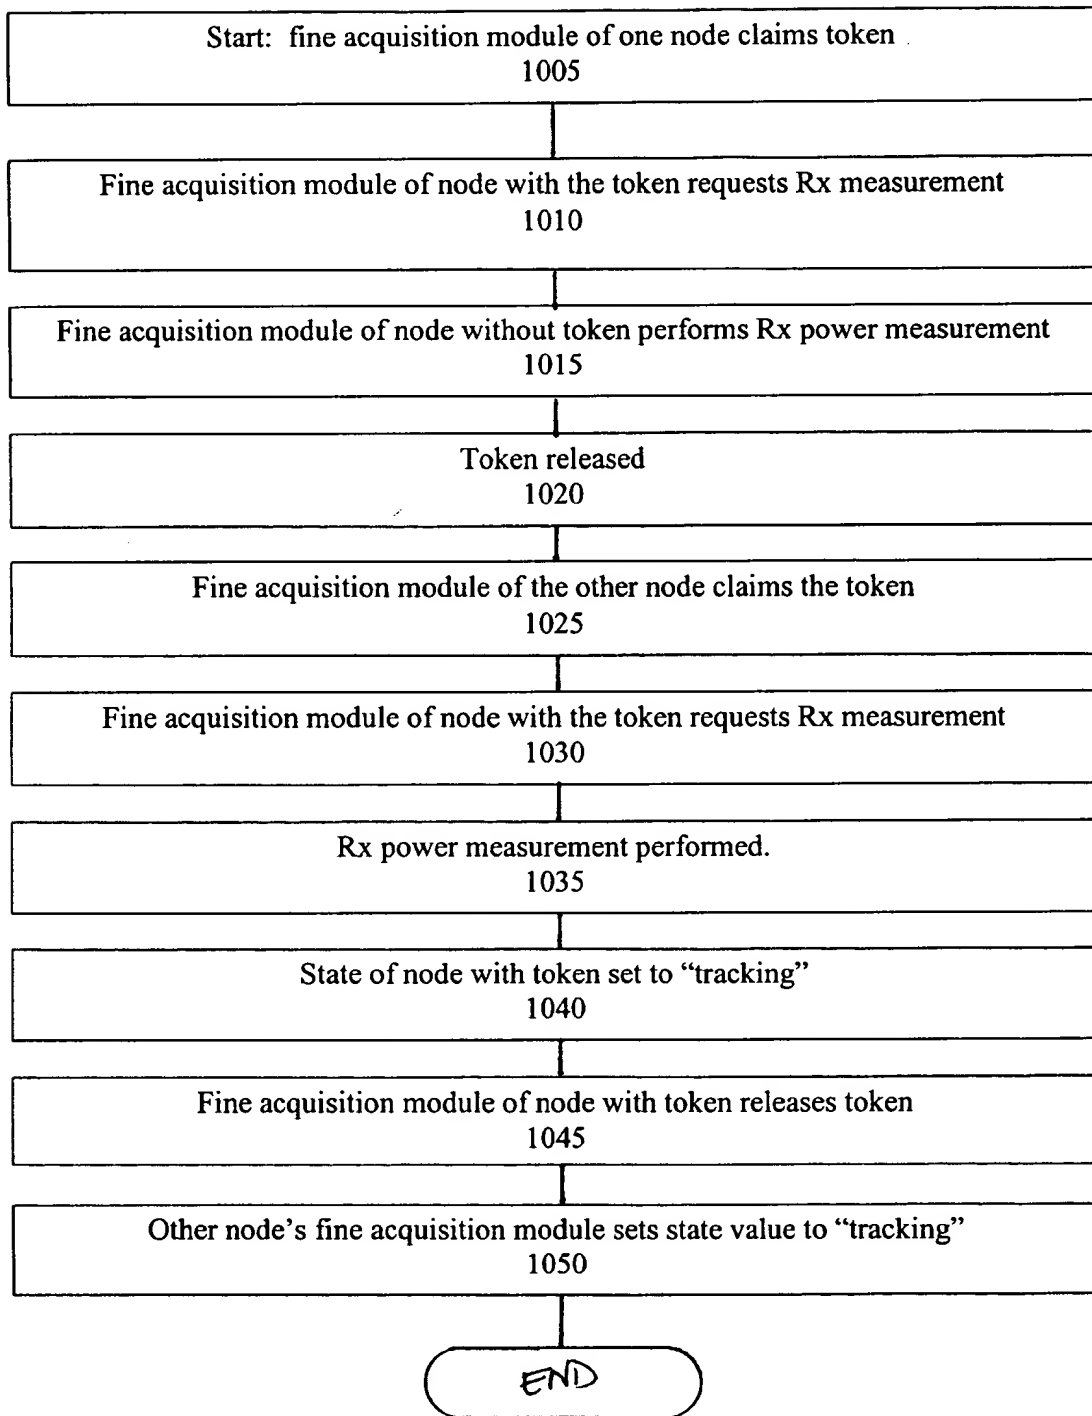 Start: fine acquisition module of one node claims token
1005
Fine acquisition module of node with the token requests Rx measurement
1010
Fine acquisition module of node without token performs Rx power measurement
1015
Token released
1020
Fine acquisition module of the other node claims the token
1025
Fine acquisition module of node with the token requests Rx measurement
1030
Rx power measurement performed.
1035
State of node with token set to “tracking”
1040
Fine acquisition module of node with token releases token
1045
Other node’s fine acquisition module sets state value to “tracking”
1050
END